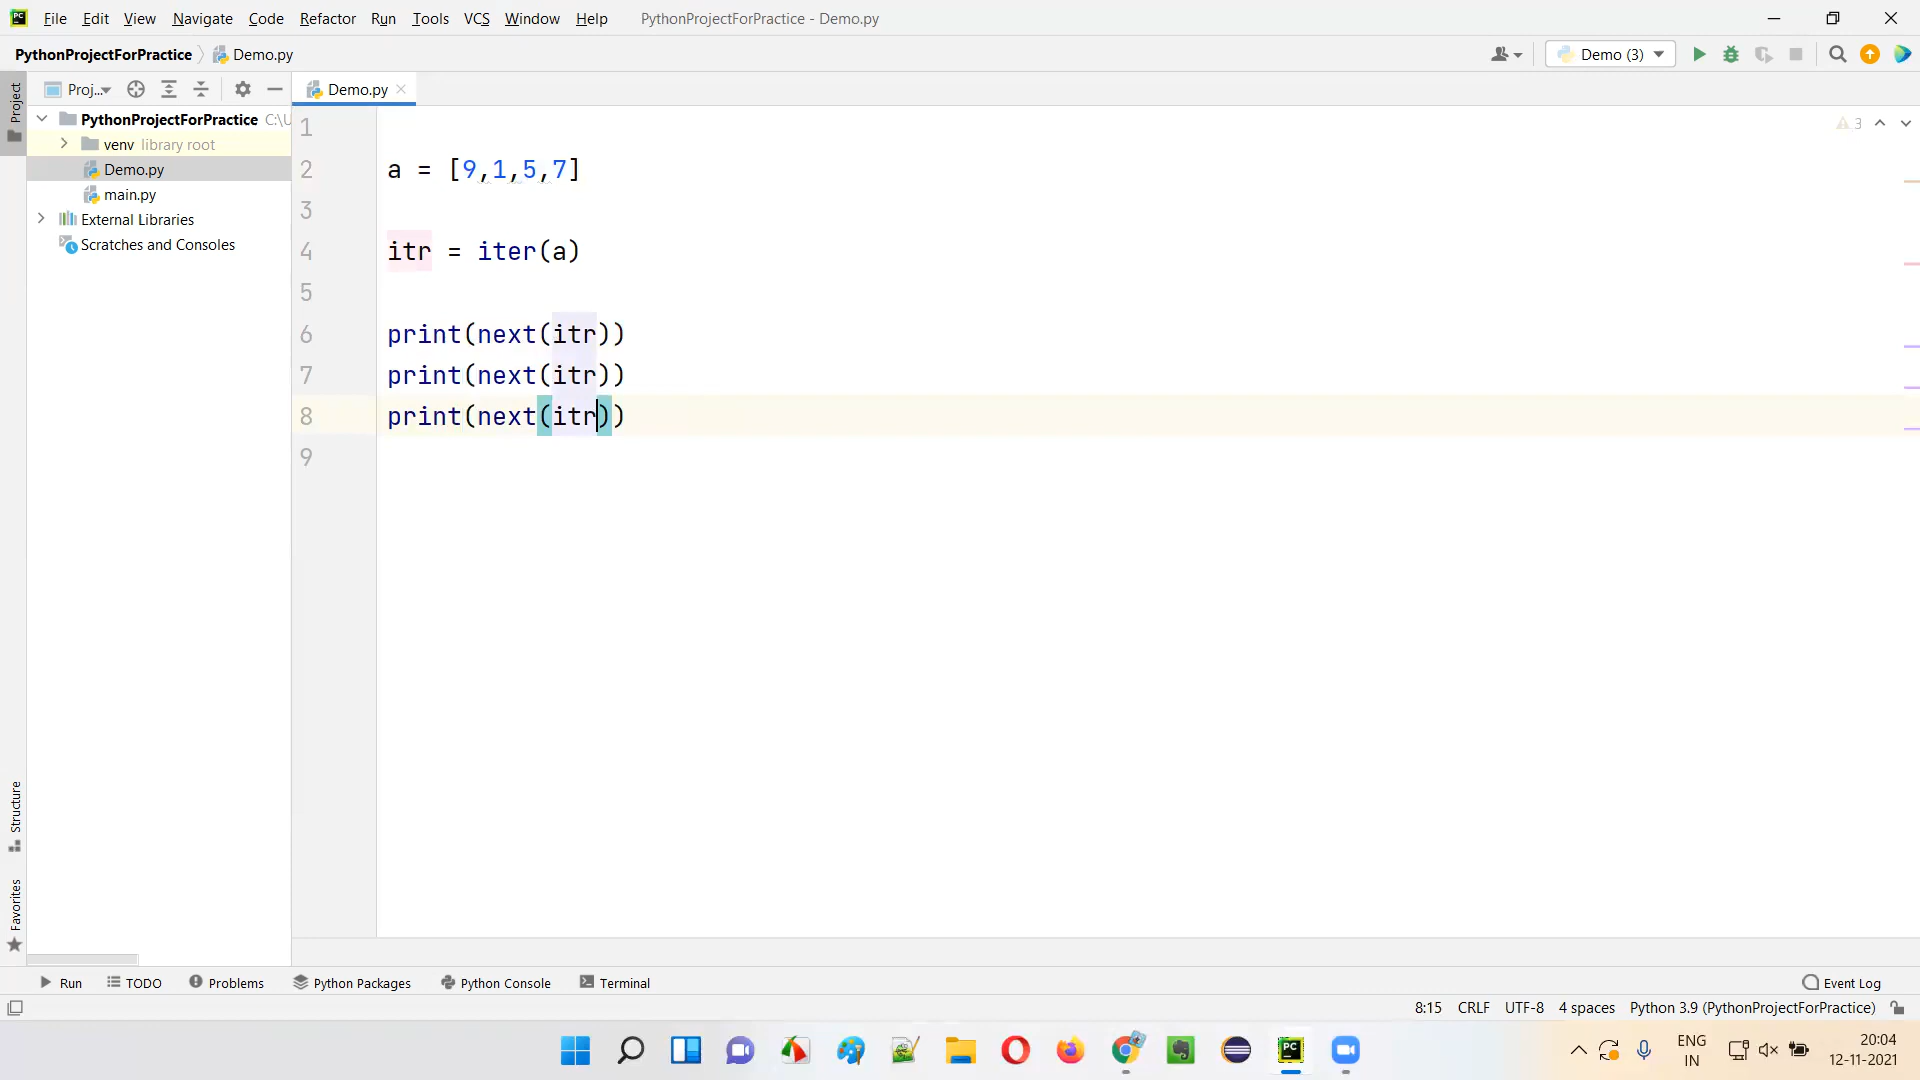 File Edit View Navigate Code Refactor Run Tools VCS Window Help PythonProjectForPractice - Demo.py
PythonProjectForPractice Demo.py Demo (3)
Project
Proj... Demo.py
PythonProjectForPractice C:\U
venv library root
Demo.py
main.py
External Libraries
Scratches and Consoles
3
1
2 a = [9,1,5,7]
3
4 itr = iter(a)
5
6 print(next(itr))
7 print(next(itr))
8 print(next(itr))
9
Structure
Favorites
Run TODO Problems Python Packages Python Console Terminal Event Log
8:15 CRLF UTF-8 4 spaces Python 3.9 (PythonProjectForPractice)
ENG
IN
20:04
12-11-2021